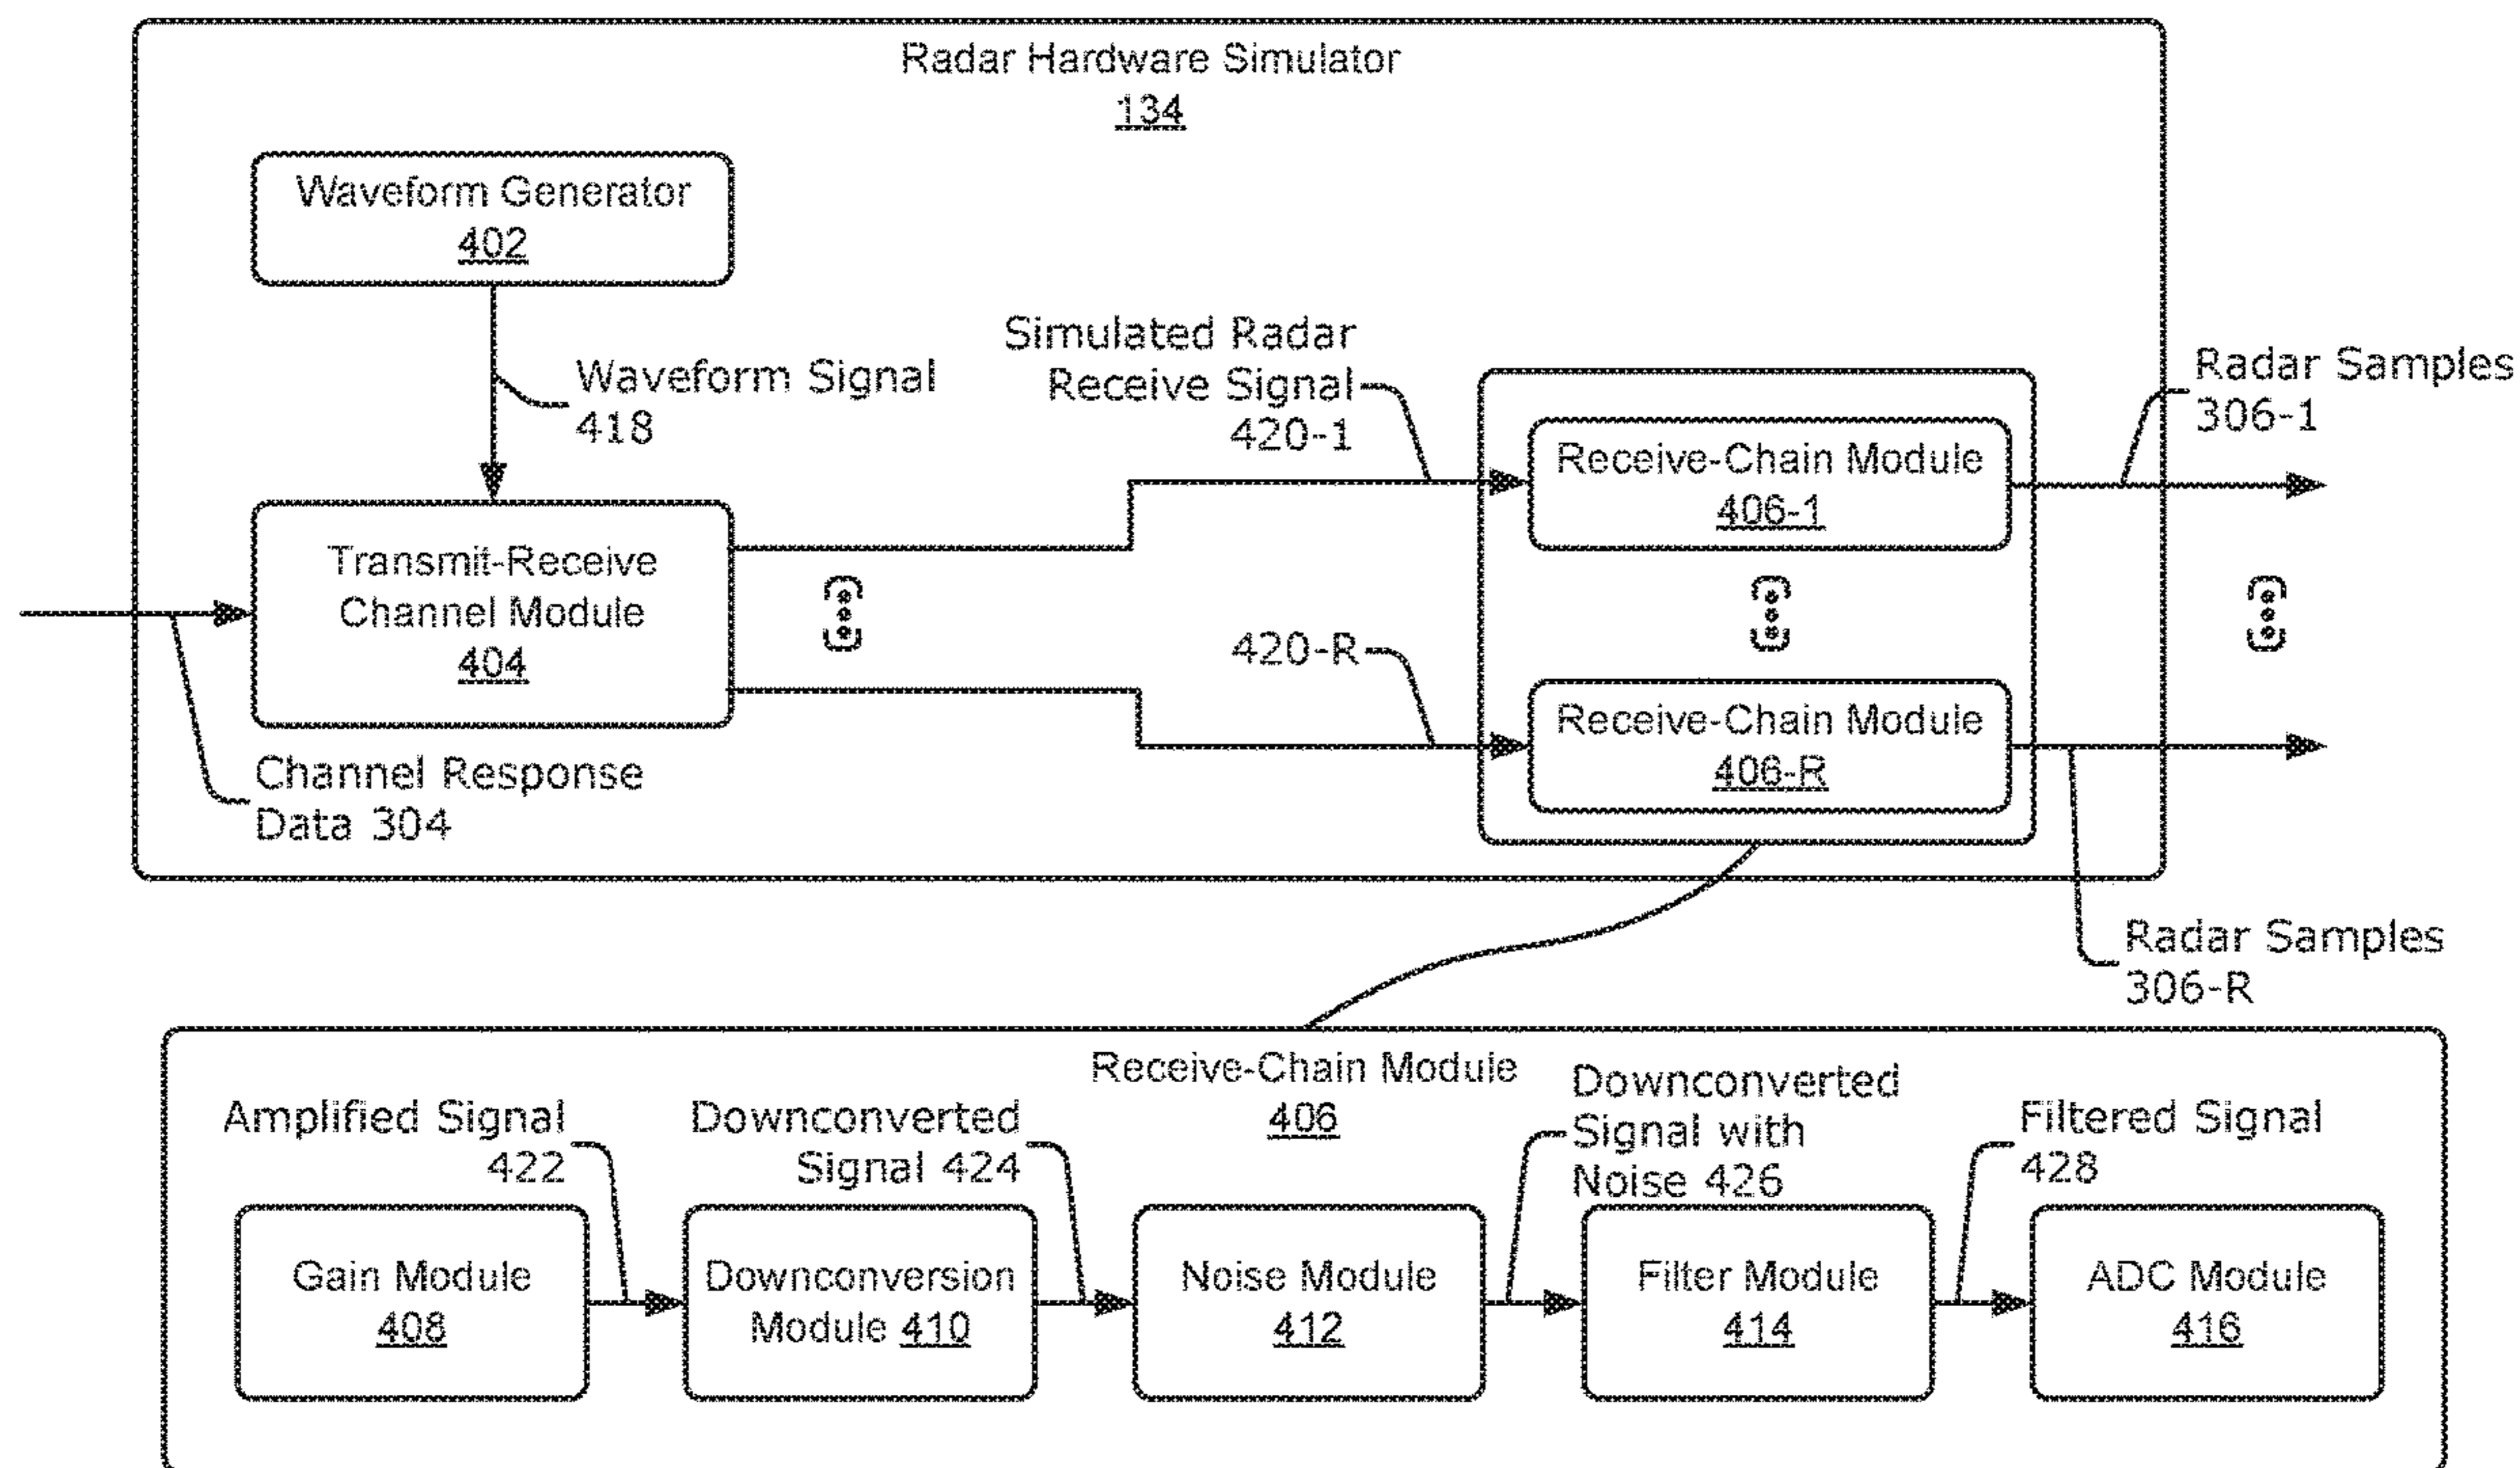 Radar Hardware Simulator
134
Waveform Generator
402
Waveform Signal
418
Simulated Radar
Receive Signal
420-1
Radar Samples
306-1
Receive-Chain Module
406-1
Transmit-Receive
Channel Module
404
420-R
Receive-Chain Module
406-R
Channel Response
Data 304
Radar Samples
306-R
Receive-Chain Module
406
Amplified Signal
422
Downconverted
Signal 424
Downconverted
Signal with
Noise 426
Filtered Signal
428
Gain Module
408
Downconversion
Module 410
Noise Module
412
Filter Module
414
ADC Module
416